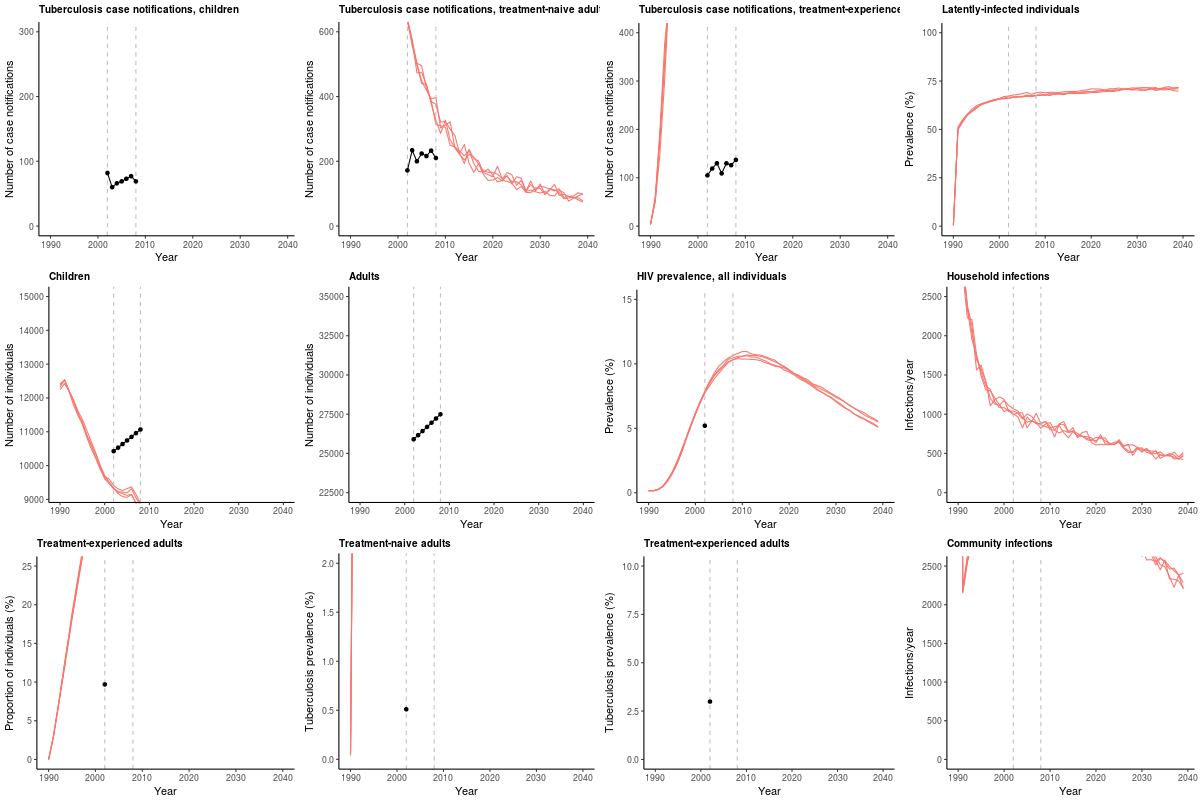 Tuberculosis case notifications, children
Number of case notifications
300
200
100
0
1990 2000 2010 2020 2030 2040
Year
Tuberculosis case notifications, treatment-naive adul
Number of case notifications
600
400
200
0
1990 2000 2010 2020 2030 2040
Year
Tuberculosis case notifications, treatment-experience
Number of case notifications
400
300
200
100
0
1990 2000 2010 2020 2030 2040
Year
Latently-infected individuals
Prevalence (%)
100
75
50
25
0
1990 2000 2010 2020 2030 2040
Year
Children
Number of individuals
15000
14000
13000
12000
11000
10000
9000
1990 2000 2010 2020 2030 2040
Year
Adults
Number of individuals
35000
32500
30000
27500
25000
22500
1990 2000 2010 2020 2030 2040
Year
HIV prevalence, all individuals
Prevalence (%)
15
10
5
0
1990 2000 2010 2020 2030 2040
Year
Household infections
Infections/year
2500
2000
1500
1000
500
0
1990 2000 2010 2020 2030 2040
Year
Treatment-experienced adults
Proportion of individuals (%)
25
20
15
10
5
0
1990 2000 2010 2020 2030 2040
Year
Treatment-naive adults
Tuberculosis prevalence (%)
2.0
1.5
1.0
0.5
0.0
1990 2000 2010 2020 2030 2040
Year
Treatment-experienced adults
Tuberculosis prevalence (%)
10.0
7.5
5.0
2.5
0.0
1990 2000 2010 2020 2030 2040
Year
Community infections
Infections/year
2500
2000
1500
1000
500
0
1990 2000 2010 2020 2030 2040
Year